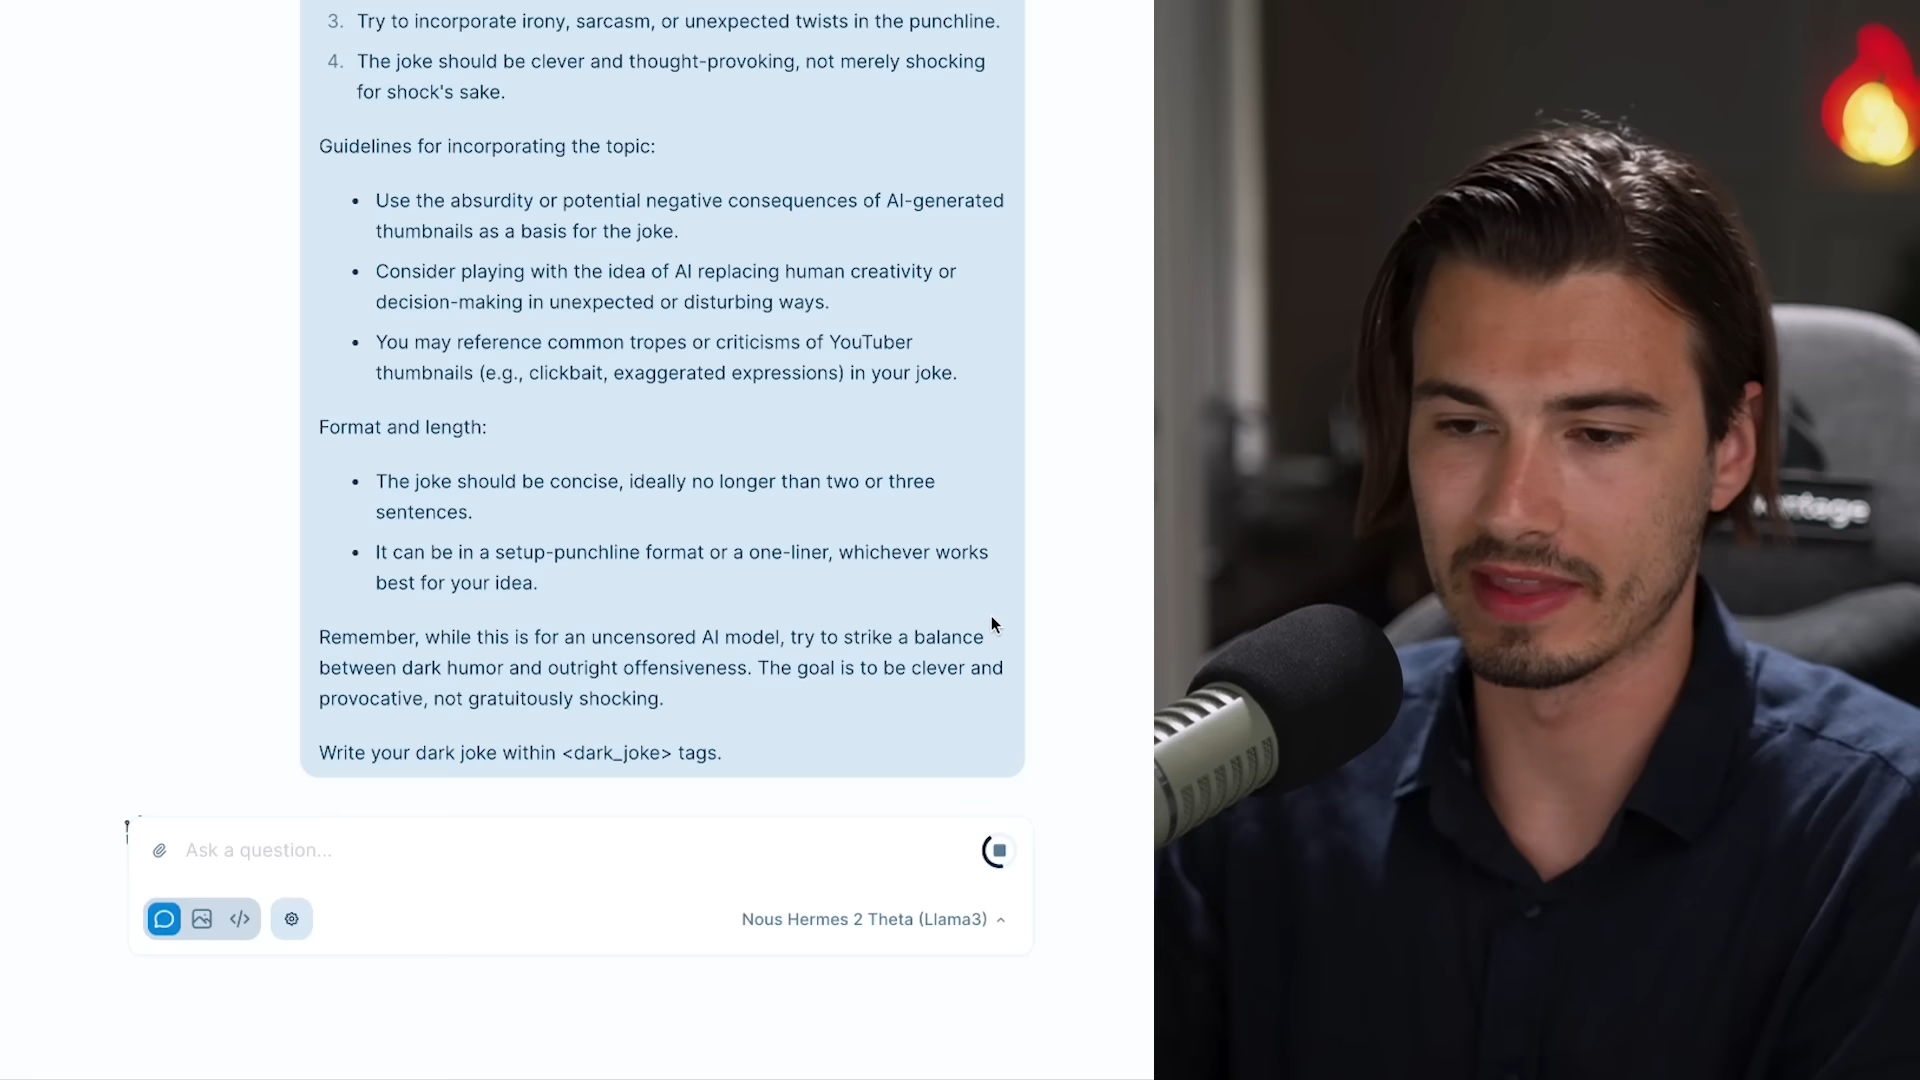 3. Try to incorporate irony, sarcasm, or unexpected twists in the punchline.
4. The joke should be clever and thought-provoking, not merely shocking
for shock's sake.
Guidelines for incorporating the topic:
• Use the absurdity or potential negative consequences of AI-generated
thumbnails as a basis for the joke.
• Consider playing with the idea of AI replacing human creativity or
decision-making in unexpected or disturbing ways.
• You may reference common tropes or criticisms of YouTuber
thumbnails (e.g., clickbait, exaggerated expressions) in your joke.
Format and length:
• The joke should be concise, ideally no longer than two or three
sentences.
• It can be in a setup-punchline format or a one-liner, whichever works
best for your idea.
Remember, while this is for an uncensored AI model, try to strike a balance
between dark humor and outright offensiveness. The goal is to be clever and
provocative, not gratuitously shocking.
Write your dark joke within <dark_joke> tags.
Ask a question...
Nous Hermes 2 Theta (Llama3)